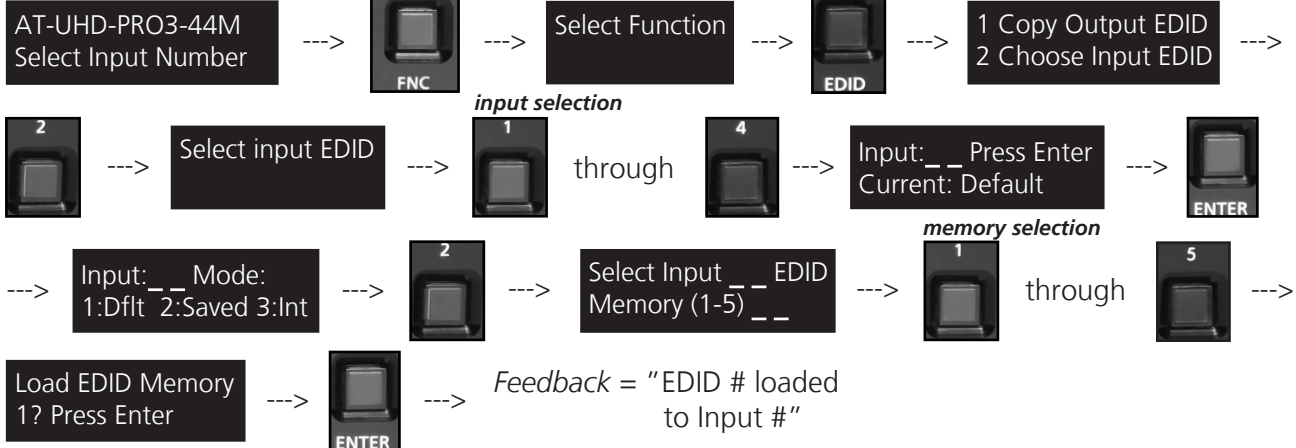 AT-UHD-PRO3-44M
Select Input Number
--->
FNC
--->
Select Function
--->
EDID
--->
1 Copy Output EDID
2 Choose Input EDID
--->
input selection
2
--->
Select input EDID
--->
1
through
4
--->
Input:_ _ Press Enter
Current: Default
--->
ENTER
memory selection
--->
Input:_ _ Mode:
1:Dflt 2:Saved 3:Int
--->
2
--->
Select Input _ _ EDID
Memory (1-5) _ _
--->
1
through
5
--->
Load EDID Memory
1? Press Enter
--->
ENTER
--->
Feedback = "EDID # loaded
to Input #"